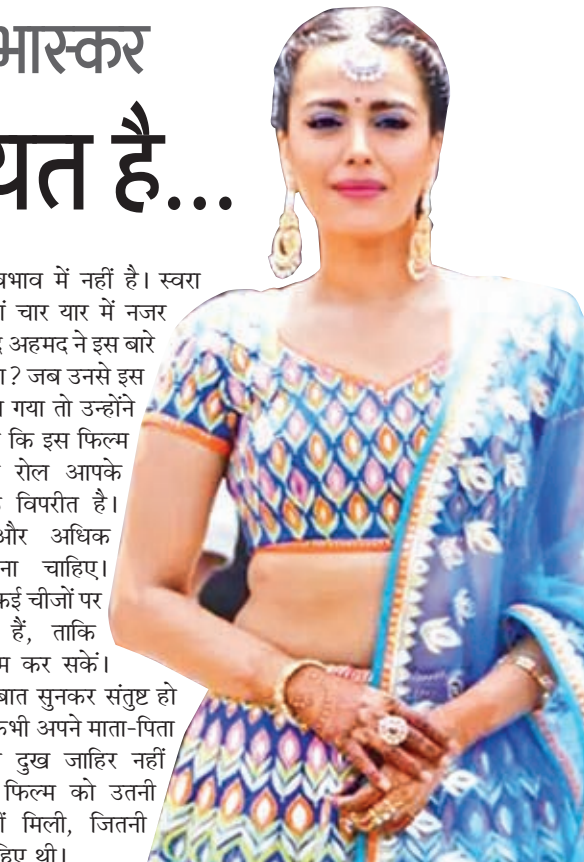 भास्कर
यत है...
वभाव में नहीं है। स्वरा
ां चार यार में नजर
द अहमद ने इस बारे
ा? जब उनसे इस
ा गया तो उन्होंने
कि इस फिल्म
रोल आपके
विपरीत है।
और अधिक
ना चाहिए।
कई चीजों पर
हैं, ताकि
म कर सकें।
बात सुनकर संतुष्ट हो
कभी अपने माता-पिता
दुख जाहिर नहीं
फिल्म को उतनी
ीं मिली, जितनी
हिए थी।